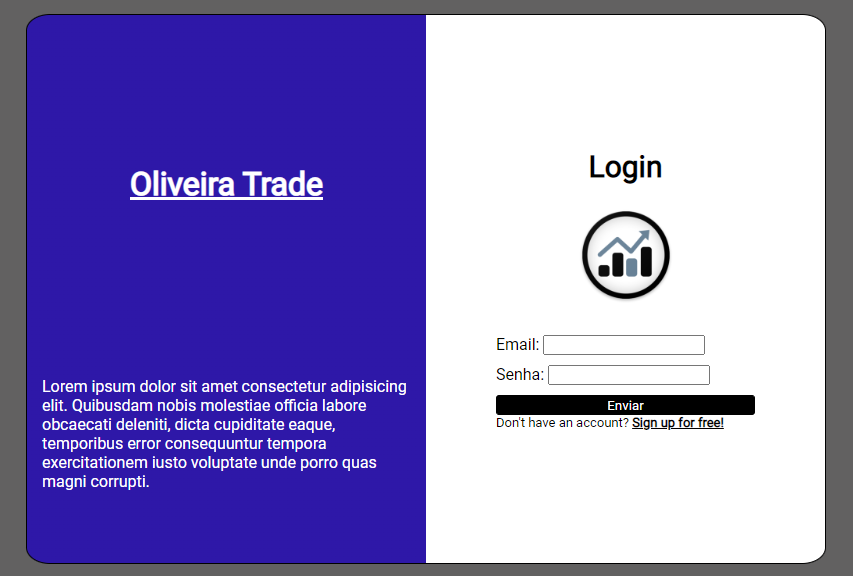 Oliveira Trade
Lorem ipsum dolor sit amet consectetur adipisicing
elit. Quibusdam nobis molestiae officia labore
obcaecati deleniti, dicta cupiditate eaque,
temporibus error consequuntur tempora
exercitationem iusto voluptate unde porro quas
magni corrupti.
Login
Email:
Senha:
Enviar
Don't have an account? Sign up for free!